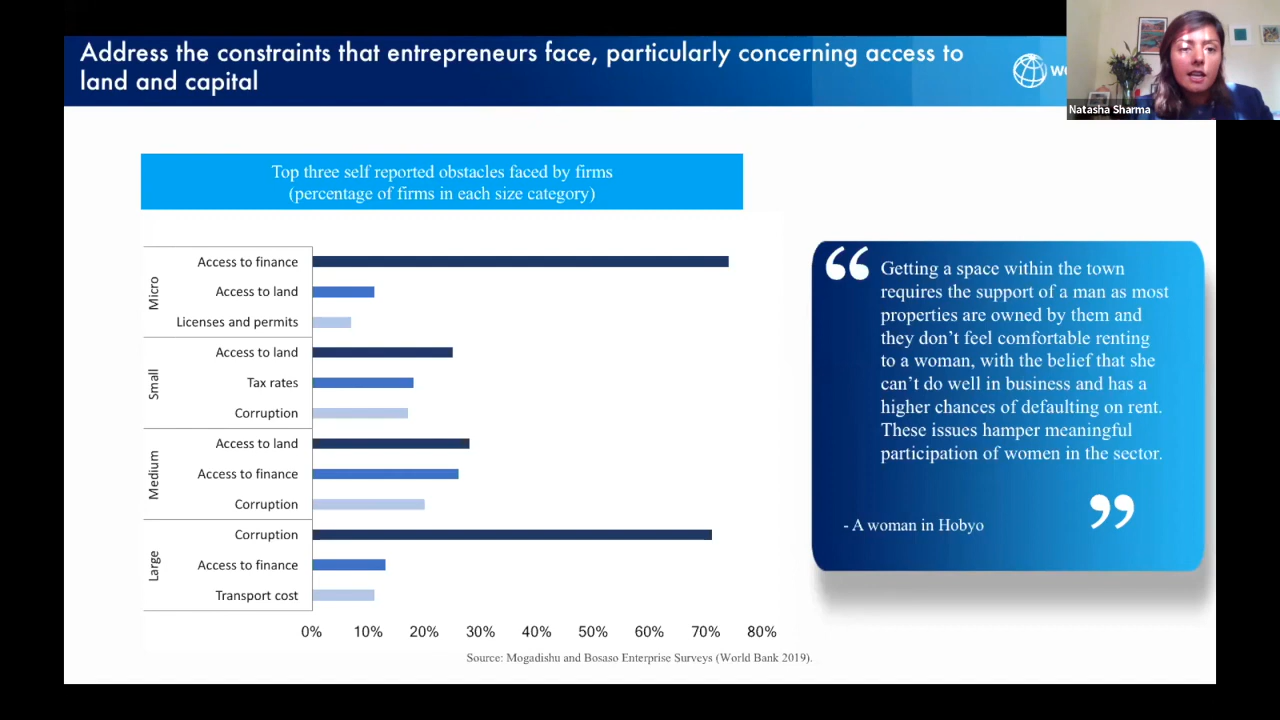 Address the constraints that entrepreneurs face, particularly concerning access to
land and capital
Natasha Sharma
Top three self reported obstacles faced by firms
(percentage of firms in each size category)
Micro
Access to finance
Access to land
Licenses and permits
Small
Access to land
Tax rates
Corruption
Medium
Access to land
Access to finance
Corruption
Large
Corruption
Access to finance
Transport cost
0% 10% 20% 30% 40% 50% 60% 70% 80%
Source: Mogadishu and Bosaso Enterprise Surveys (World Bank 2019).
“ Getting a space within the town
requires the support of a man as most
properties are owned by them and
they don’t feel comfortable renting
to a woman, with the belief that she
can’t do well in business and has a
higher chances of defaulting on rent.
These issues hamper meaningful
participation of women in the sector.
”
- A woman in Hobyo